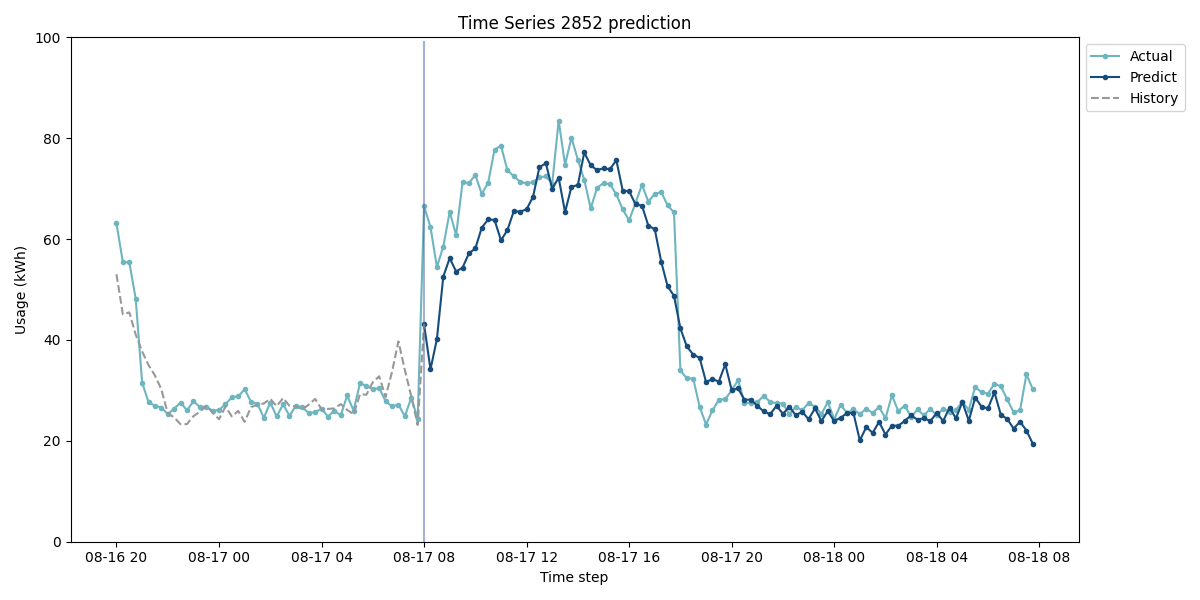 Time Series 2852 prediction
100
80
60
40
20
0
Usage (kWh)
08-16 20
08-17 00
08-17 04
08-17 08
08-17 12
08-17 16
08-17 20
08-18 00
08-18 04
08-18 08
Time step
Actual
Predict
History